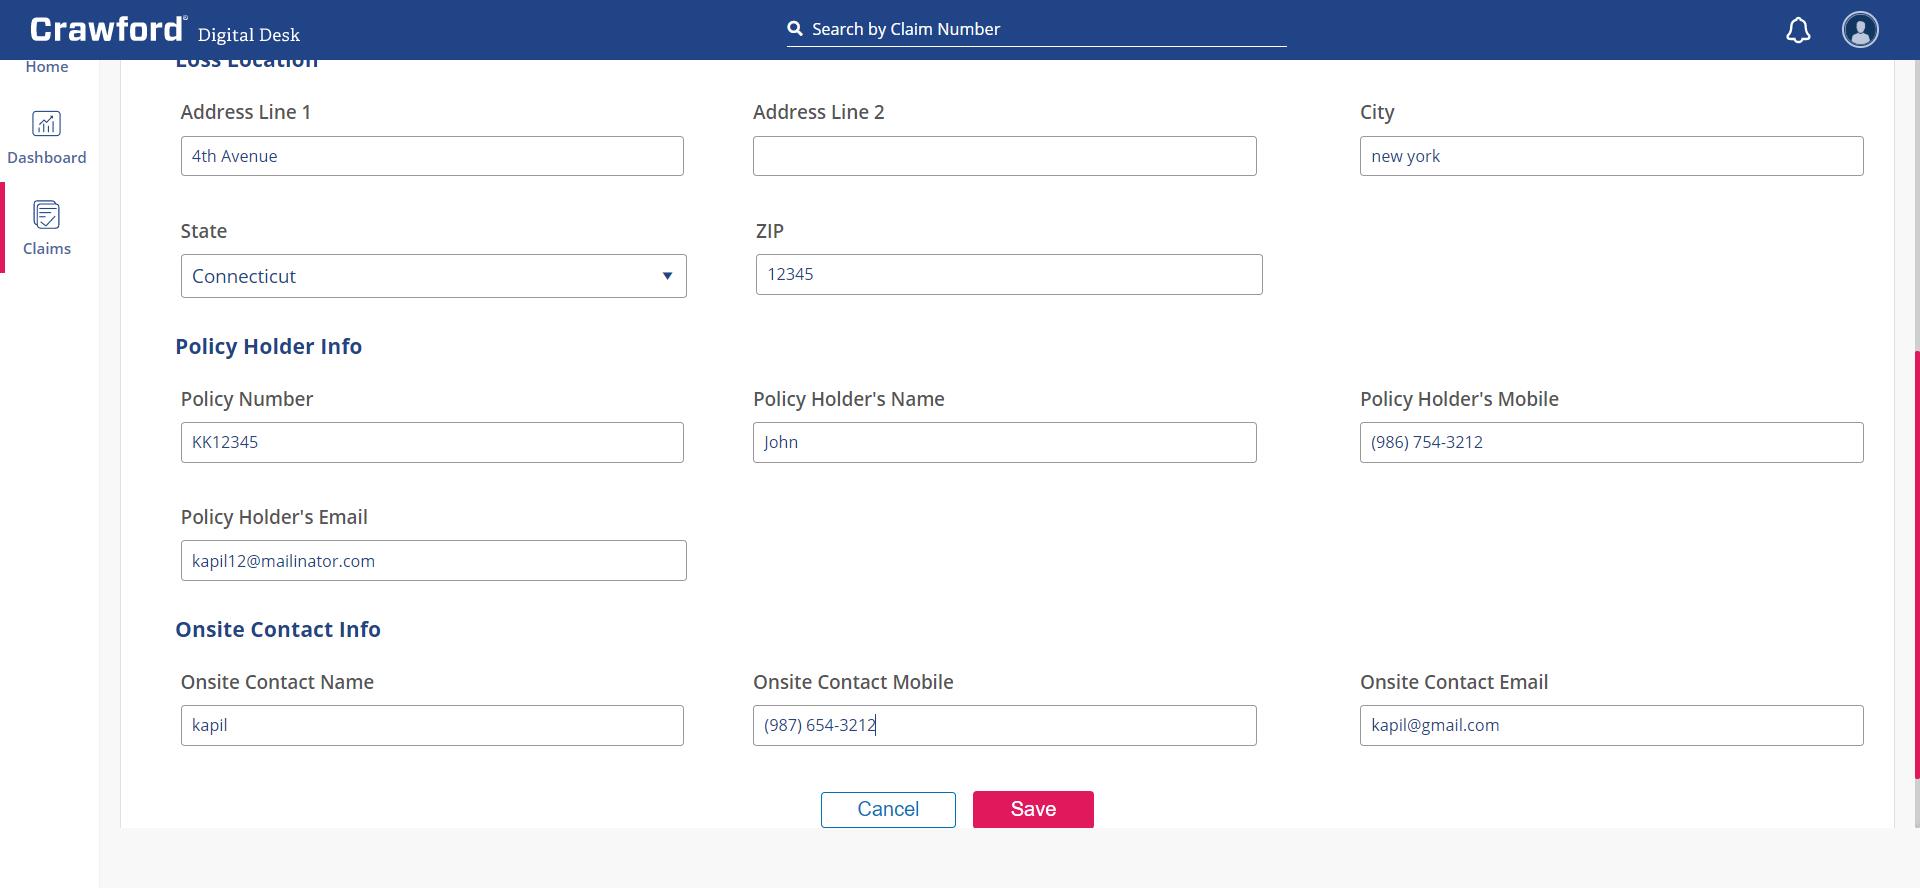 Crawford® Digital Desk
Search by Claim Number
Home
Dashboard
Claims
Loss Location
Address Line 1
4th Avenue
Address Line 2
City
new york
State
Connecticut
ZIP
12345
Policy Holder Info
Policy Number
KK12345
Policy Holder's Name
John
Policy Holder's Mobile
(986) 754-3212
Policy Holder's Email
kapil12@mailinator.com
Onsite Contact Info
Onsite Contact Name
kapil
Onsite Contact Mobile
(987) 654-3212
Onsite Contact Email
kapil@gmail.com
Cancel
Save